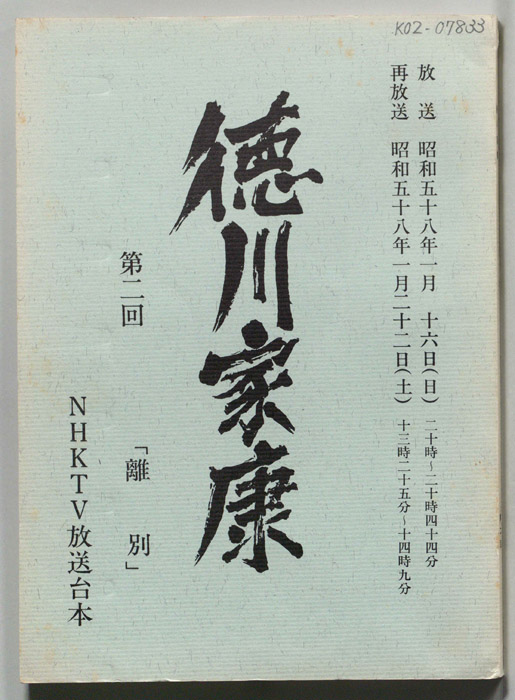 K02-07833
放送　昭和五十八年一月　十六日(日)　二十時〜二十時四十四分
再放送　昭和五十八年一月二十二日(土)　十三時二十五分〜十四時九分
徳川家康
第二回
「離別」
NHKTV放送台本